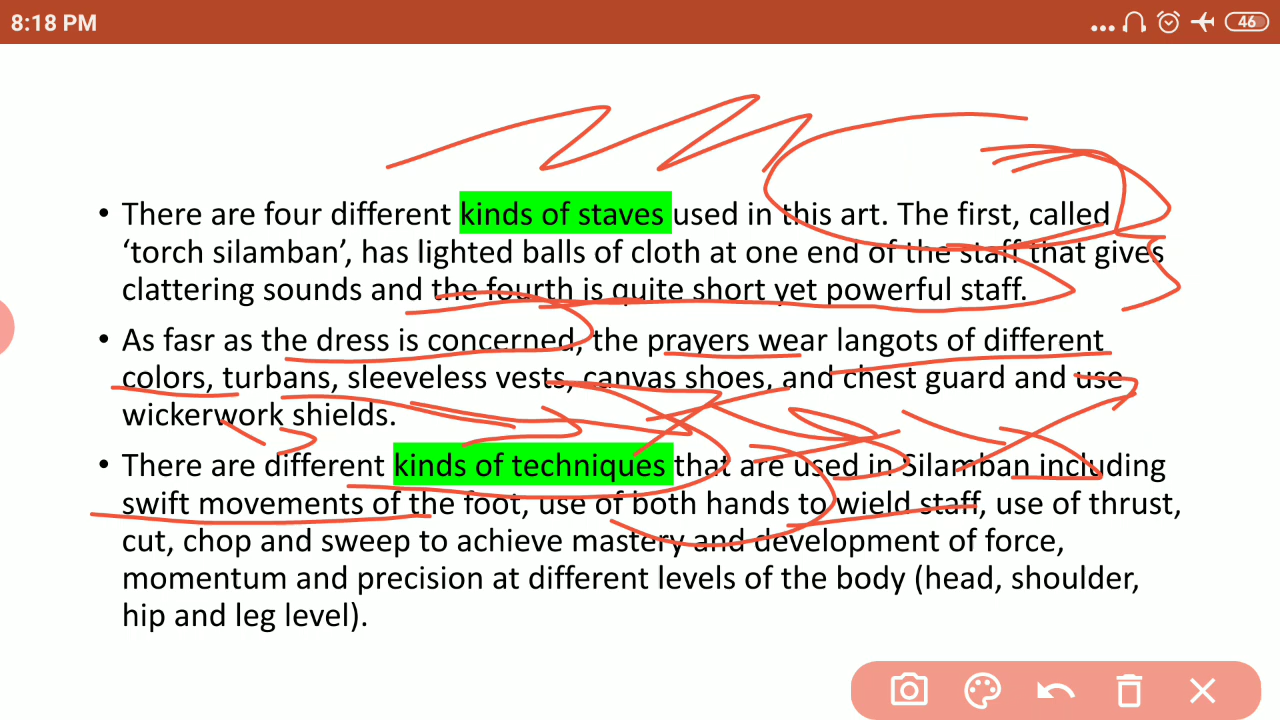 8:18 PM
46
• There are four different kinds of staves used in this art. The first, called
‘torch silamban’, has lighted balls of cloth at one end of the staff that gives
clattering sounds and the fourth is quite short yet powerful staff.
• As fasr as the dress is concerned, the prayers wear langots of different
colors, turbans, sleeveless vests, canvas shoes, and chest guard and use
wickerwork shields.
• There are different kinds of techniques that are used in Silamban including
swift movements of the foot, use of both hands to wield staff, use of thrust,
cut, chop and sweep to achieve mastery and development of force,
momentum and precision at different levels of the body (head, shoulder,
hip and leg level).